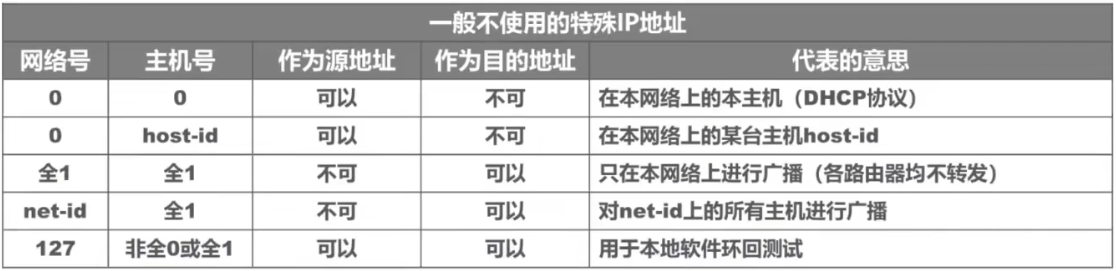 一般不使用的特殊IP地址
网络号 主机号 作为源地址 作为目的地址 代表的意思
0 0 可以 不可 在本网络上的本主机（DHCP协议）
0 host-id 可以 不可 在本网络上的某台主机host-id
全1 全1 不可 可以 只在本网络上进行广播（各路由器均不转发）
net-id 全1 不可 可以 对net-id上的所有主机进行广播
127 非全0或全1 可以 可以 用于本地软件环回测试